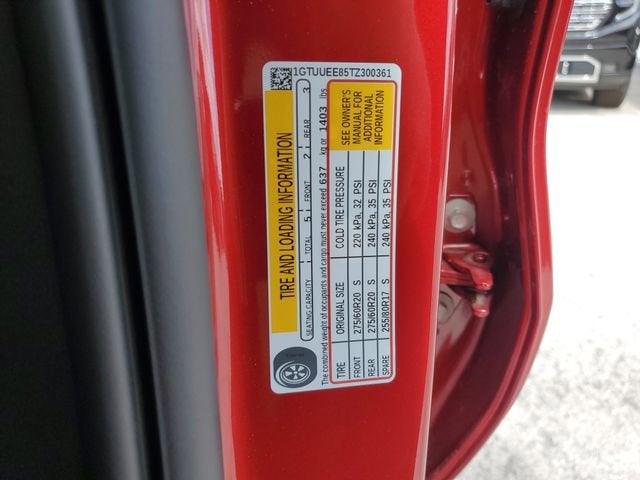 1GTUUEE85TZ300361
TIRE AND LOADING INFORMATION
SEATING CAPACITY TOTAL 5 FRONT 2 REAR 3
The combined weight of occupants and cargo must never exceed 637 kg or 1403 lbs
TIRE ORIGINAL SIZE COLD TIRE PRESSURE
FRONT 275/60R20 S 220 kPa, 32 PSI
REAR 275/60R20 S 240 kPa, 35 PSI
SPARE 255/80R17 S 240 kPa, 35 PSI
SEE OWNER'S
MANUAL FOR
ADDITIONAL
INFORMATION